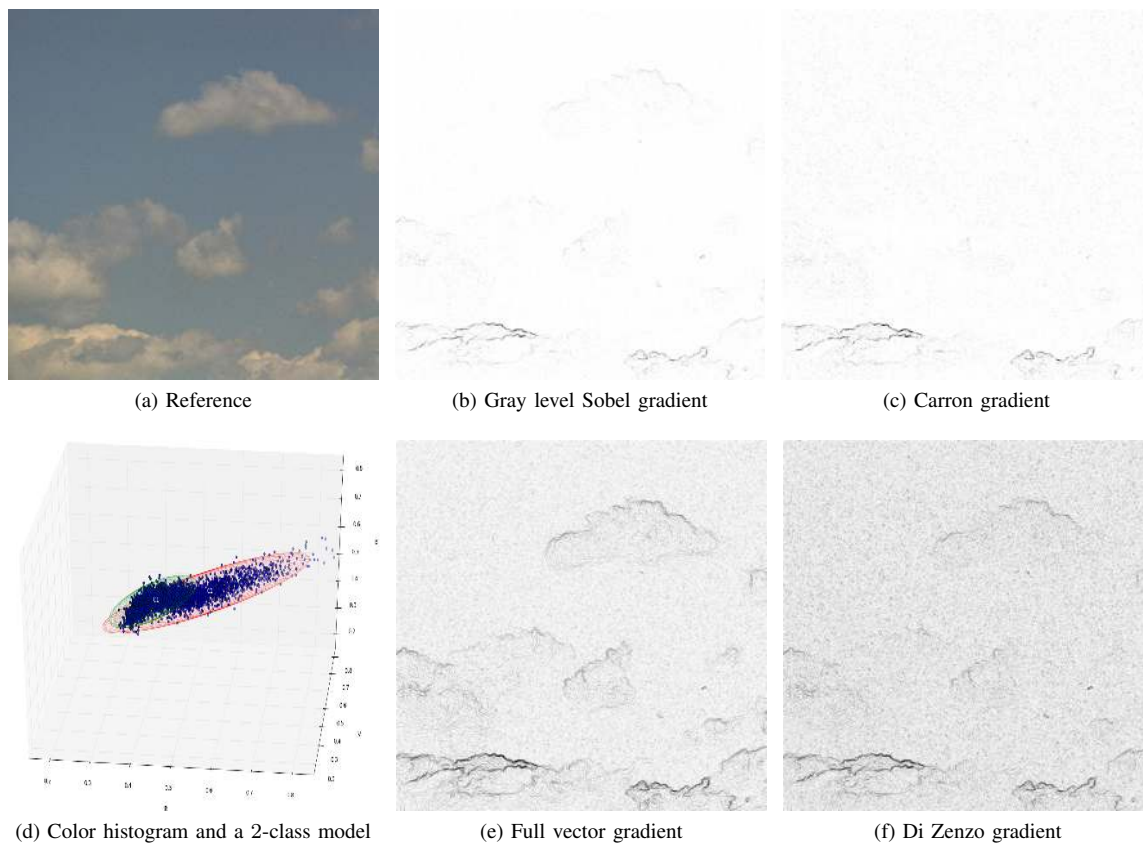 (a) Reference
(b) Gray level Sobel gradient
(c) Carron gradient
(d) Color histogram and a 2-class model
(e) Full vector gradient
(f) Di Zenzo gradient